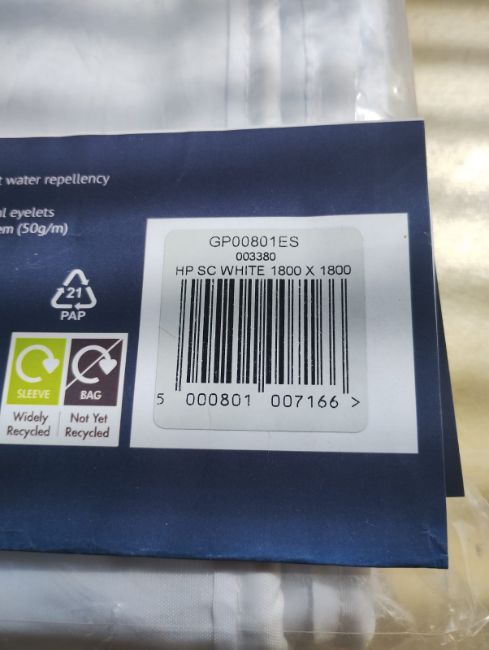 t water repellency
al eyelets
em (50g/m)
GP00801ES
003380
HP SC WHITE 1800 X 1800
5 000801 007166 >
21
PAP
SLEEVE BAG
Widely Recycled
Not Yet Recycled